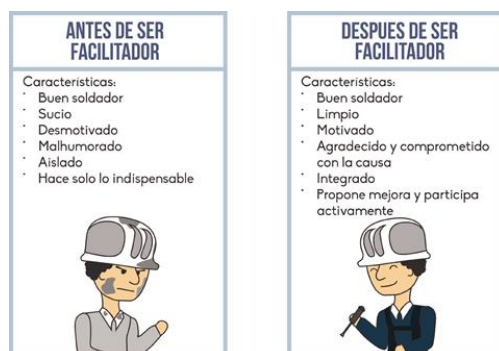 ANTES DE SER
FACILITADOR
Características:
· Buen soldador
· Sucio
· Desmotivado
· Malhumorado
· Aislado
· Hace solo lo indispensable
DESPUES DE SER
FACILITADOR
Características:
· Buen soldador
· Limpio
· Motivado
· Agradecido y comprometido
con la causa
· Integrado
· Propone mejora y participa
activamente